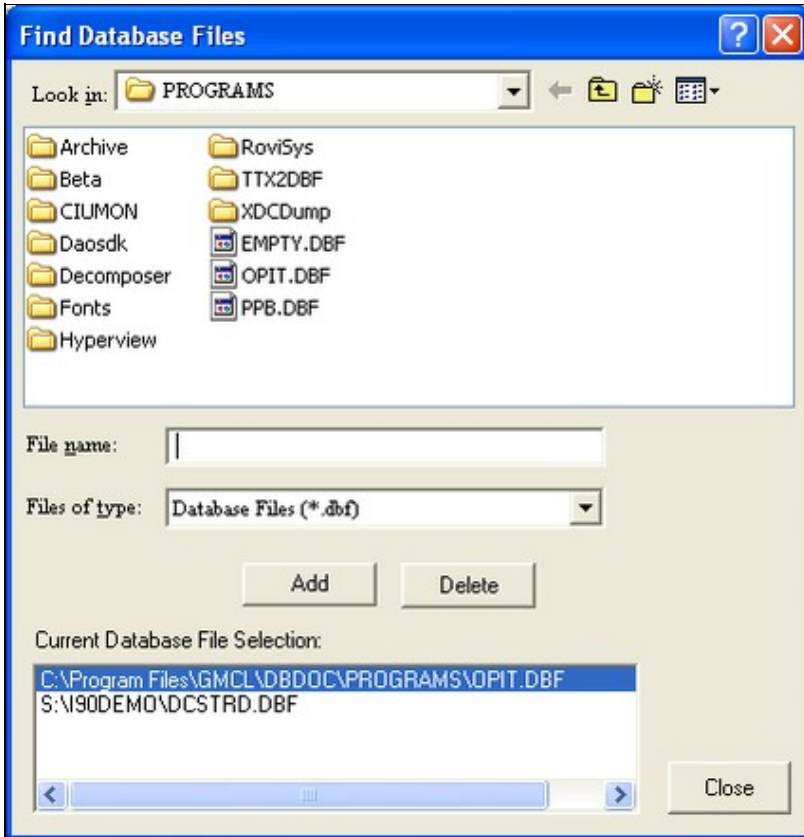 Find Database Files
Look in: PROGRAMS
Archive
Beta
CIUMON
Daosdk
Decomposer
Fonts
Hyperview
RoviSys
TTX2DBF
XDCDump
EMPTY.DBF
OPIT.DBF
PPB.DBF
File name:
Files of type: Database Files (*.dbf)
Add Delete
Current Database File Selection:
C:\Program Files\GMCL\DBDOC\PROGRAMS\OPIT.DBF
S:\I90DEMO\DCSTRD.DBF
Close